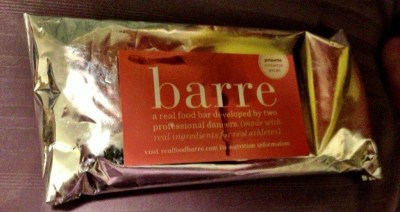 barre
a real food bar developed by two
professional dancers. (made with
real ingredients for real athletes)
visit realfoodbarre.com for nutrition information